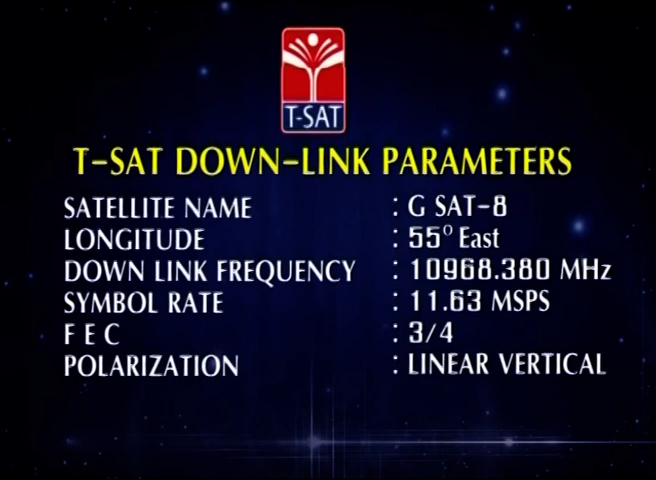 T-SAT
T-SAT DOWN-LINK PARAMETERS
SATELLITE NAME : G SAT-8
LONGITUDE : 55° East
DOWN LINK FREQUENCY : 10968.380 MHz
SYMBOL RATE : 11.63 MSPS
F E C : 3/4
POLARIZATION : LINEAR VERTICAL